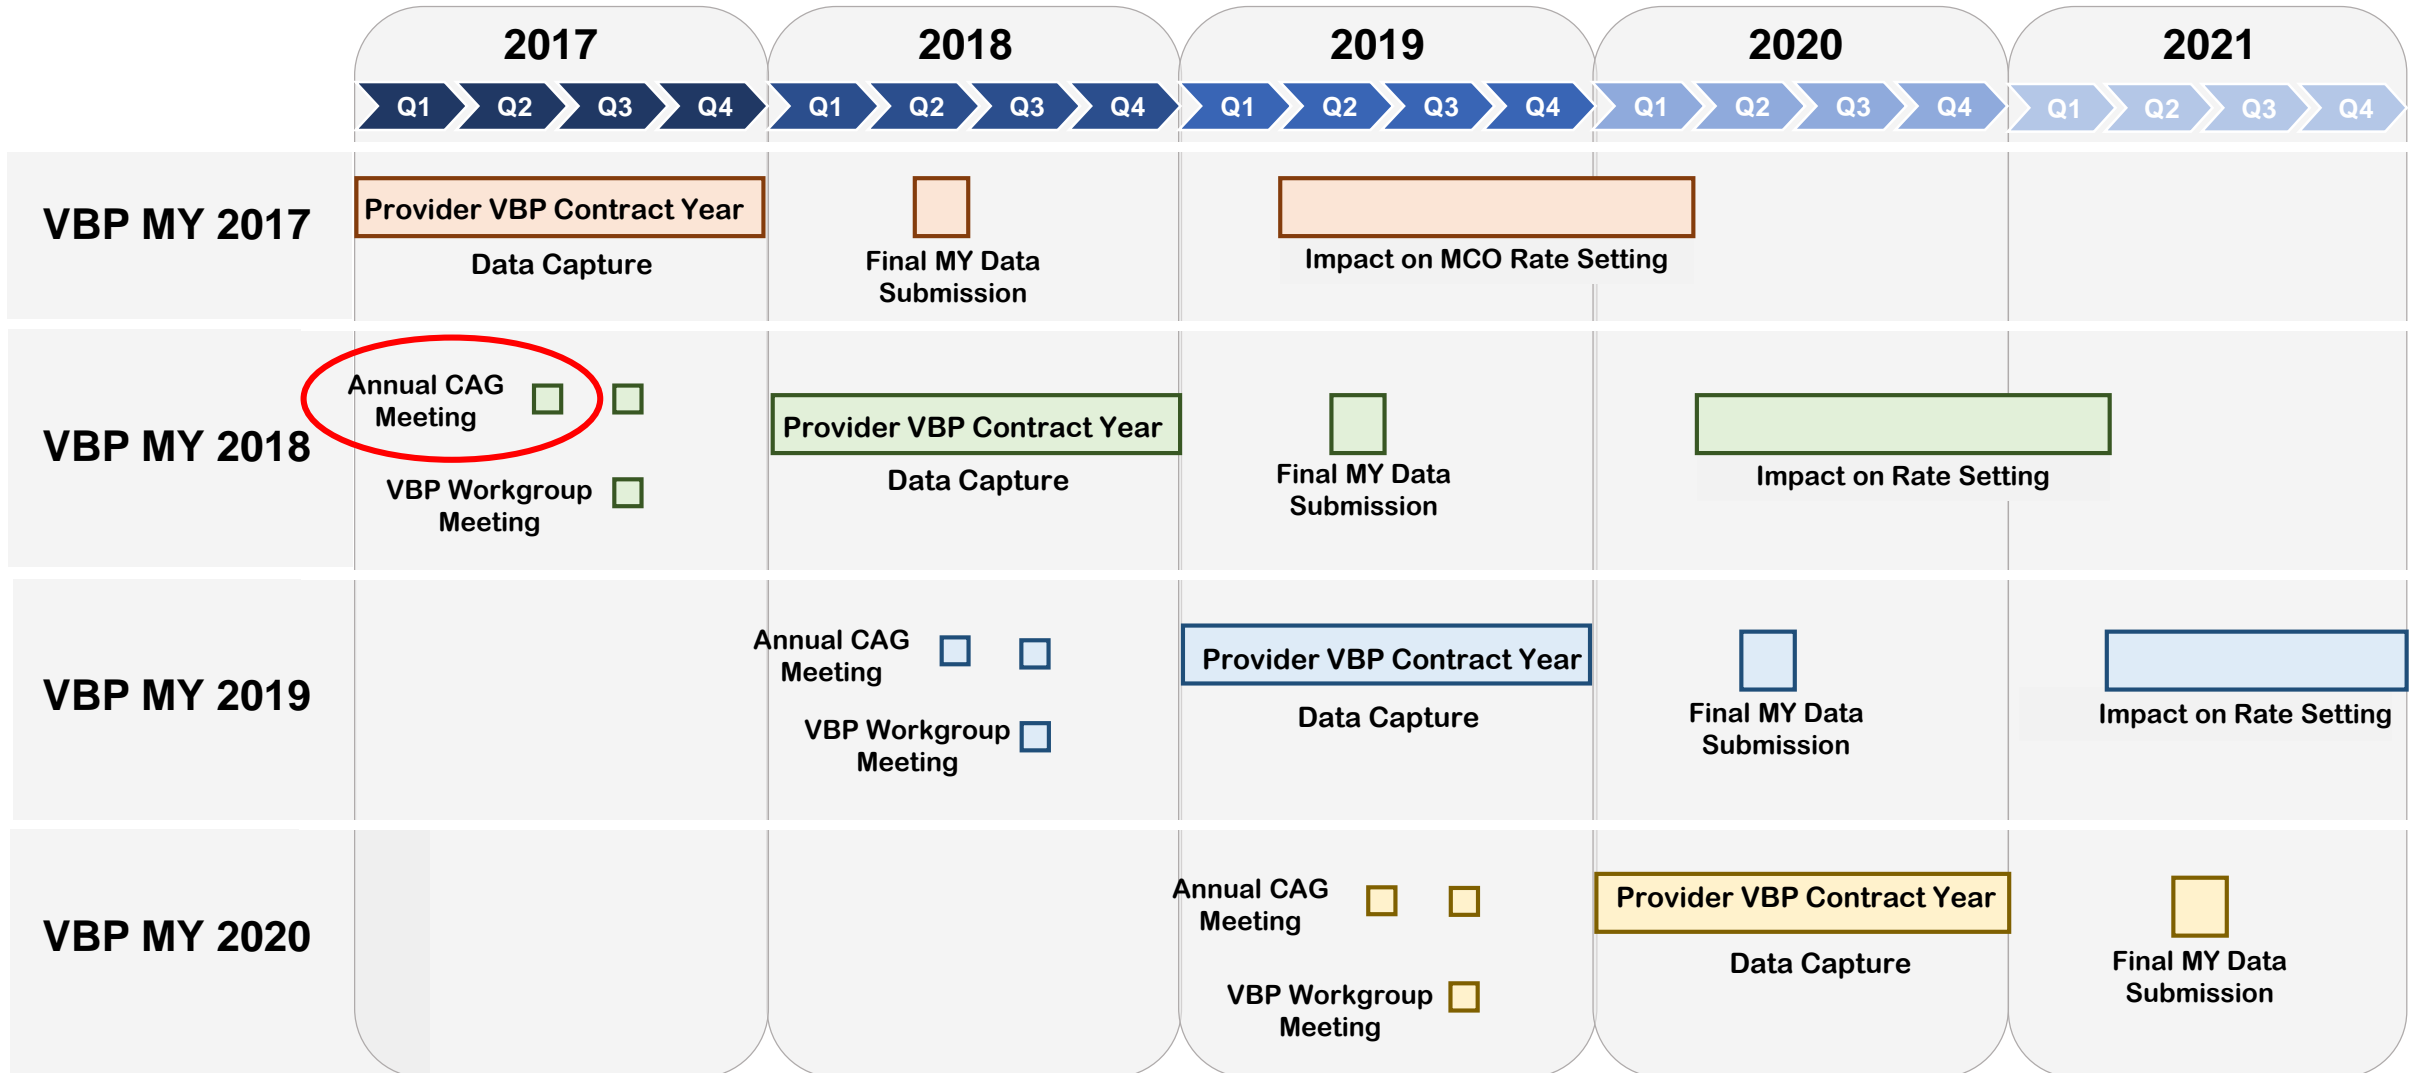 2017
2018
2019
2020
2021
Q1 Q2 Q3 Q4 Q1 Q2 Q3 Q4 Q1 Q2 Q3 Q4 Q1 Q2 Q3 Q4 Q1 Q2 Q3 Q4
VBP MY 2017
Provider VBP Contract Year
Data Capture
Final MY Data
Submission
Impact on MCO Rate Setting
VBP MY 2018
Annual CAG
Meeting
VBP Workgroup
Meeting
Provider VBP Contract Year
Data Capture
Final MY Data
Submission
Impact on Rate Setting
VBP MY 2019
Annual CAG
Meeting
VBP Workgroup
Meeting
Provider VBP Contract Year
Data Capture
Final MY Data
Submission
Impact on Rate Setting
VBP MY 2020
Annual CAG
Meeting
VBP Workgroup
Meeting
Provider VBP Contract Year
Data Capture
Final MY Data
Submission